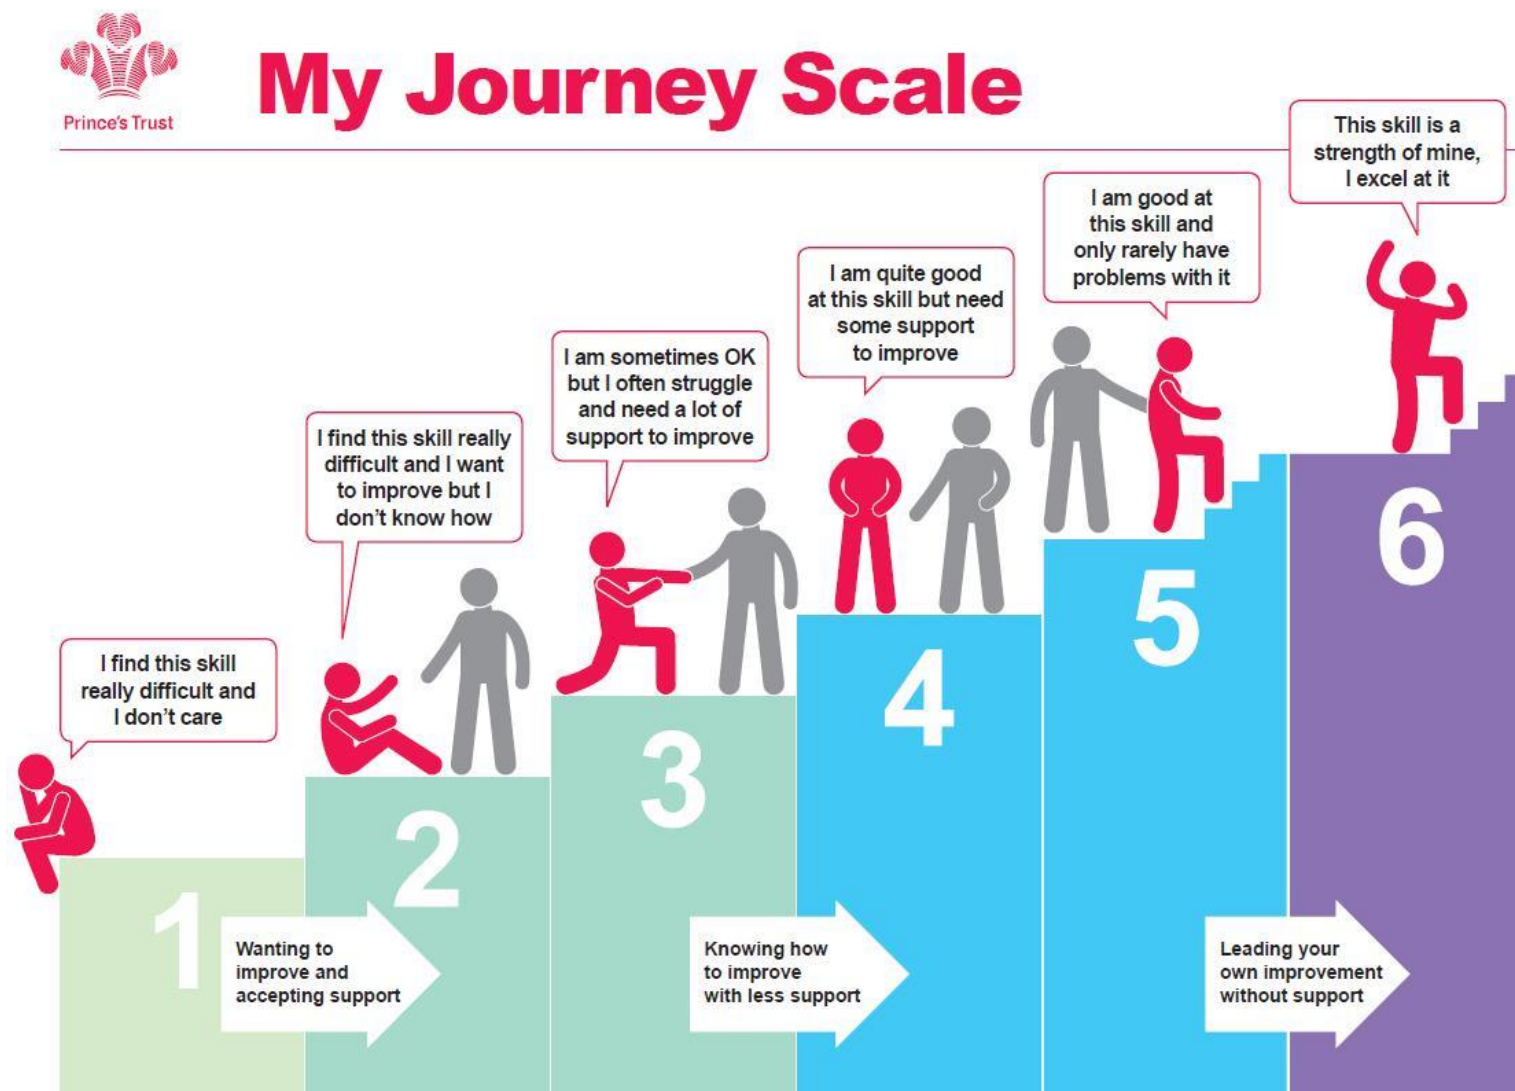 Prince's Trust
My Journey Scale
I find this skill
really difficult and
I don't care
I find this skill really
difficult and I want
to improve but I
don't know how
I am sometimes OK
but I often struggle
and need a lot of
support to improve
I am quite good
at this skill but need
some support
to improve
I am good at
this skill and
only rarely have
problems with it
This skill is a
strength of mine,
I excel at it
1
2
3
4
5
6
Wanting to
improve and
accepting support
Knowing how
to improve
with less support
Leading your
own improvement
without support